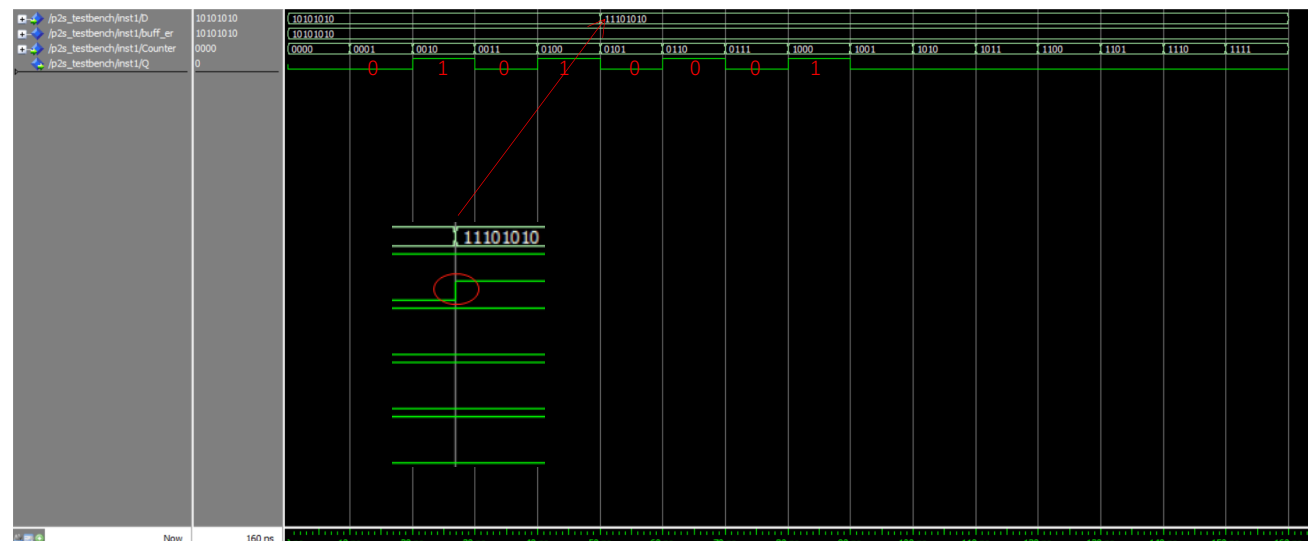 /p2s_testbench/inst1/D 10101010 10101010 11101010
/p2s_testbench/inst1/buff_er 10101010 10101010
/p2s_testbench/inst1/Counter 0000 0000 0001 0010 0011 0100 0101 0110 0111 1000 1001 1010 1011 1100 1101 1110 1111
/p2s_testbench/inst1/Q 0 0 1 0 1 0 0 0 1
11101010
Now 160 ns